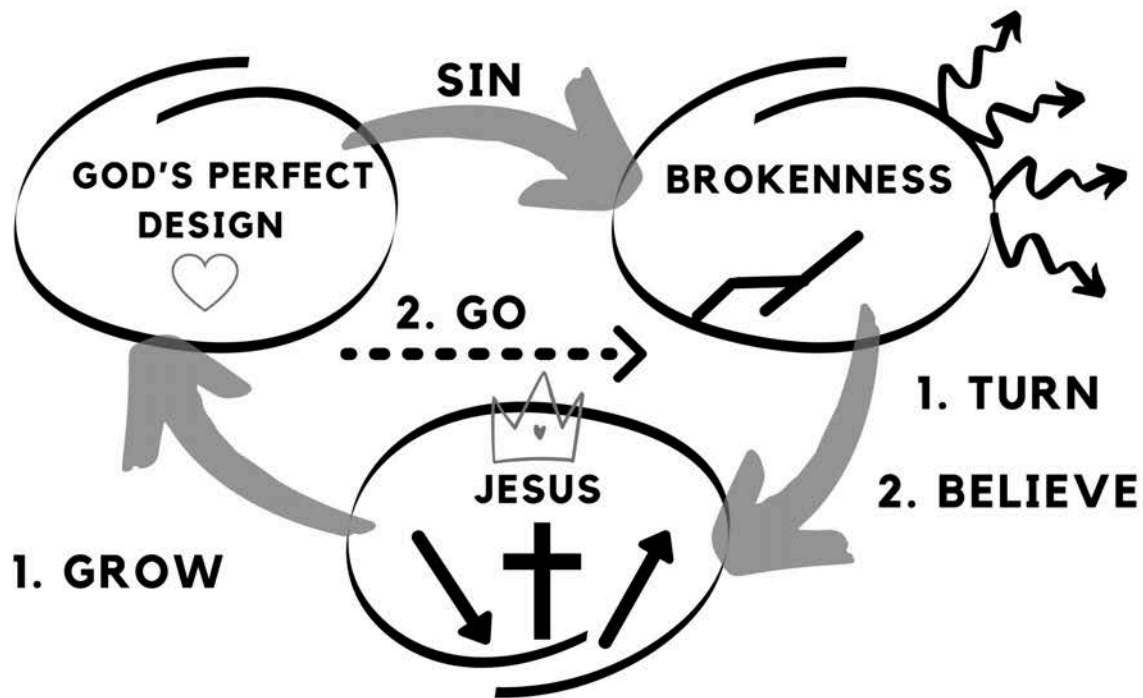 SIN
GOD'S PERFECT
DESIGN
BROKENNESS
2. GO
1. TURN
2. BELIEVE
JESUS
1. GROW